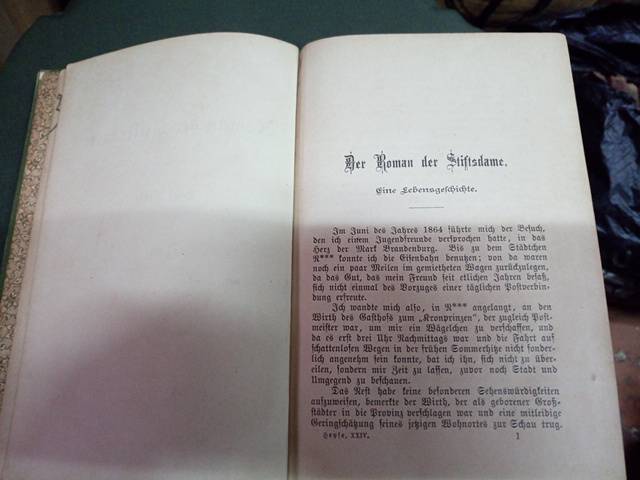 Der Roman der Stiftsdame.
Eine Lebensgeschichte.
Im Juni des Jahres 1864 führte mich der Besuch,
den ich einem Jugendfreunde versprochen hatte, in das
Herz der Mark Brandenburg. Bis zu dem Städtchen
N*** konnte ich die Eisenbahn benutzen; von da waren
noch ein paar Meilen im gemietheten Wagen zurückzulegen,
da das Gut, das mein Freund seit etlichen Jahren besaß,
sich nicht einmal des Vorzuges einer täglichen Postverbin-
dung erfreute.
Ich wandte mich also, in N*** angelangt, an den
Wirth des Gasthofs zum „Kronprinzen“, der zugleich Post-
meister war, um mir ein Wägelchen zu verschaffen, und
da es erst drei Uhr Nachmittags war und die Fahrt auf
schattenlosen Wegen in der frühen Sommerhitze nicht sonder-
lich angenehm sein konnte, bat ich ihn, sich nicht zu über-
eilen, sondern mir Zeit zu lassen, zuvor noch Stadt und
Umgegend zu beschauen.
Das Nest habe keine besonderen Sehenswürdigkeiten
aufzuweisen, bemerkte der Wirth, der als geborener Groß-
städter in die Provinz verschlagen war und eine mitleidige
Geringschätzung seines jetzigen Wohnortes zur Schau trug.
Heyse, XXIV. 1